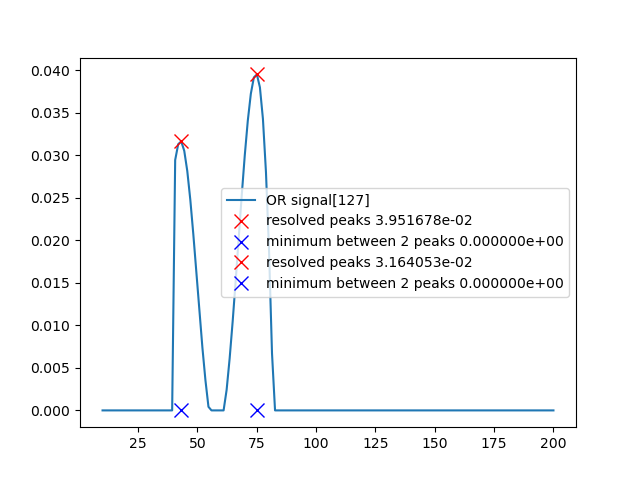 0.040
0.035
0.030
0.025
0.020
0.015
0.010
0.005
0.000
OR signal[127]
resolved peaks 3.951678e-02
minimum between 2 peaks 0.000000e+00
resolved peaks 3.164053e-02
minimum between 2 peaks 0.000000e+00
25 50 75 100 125 150 175 200